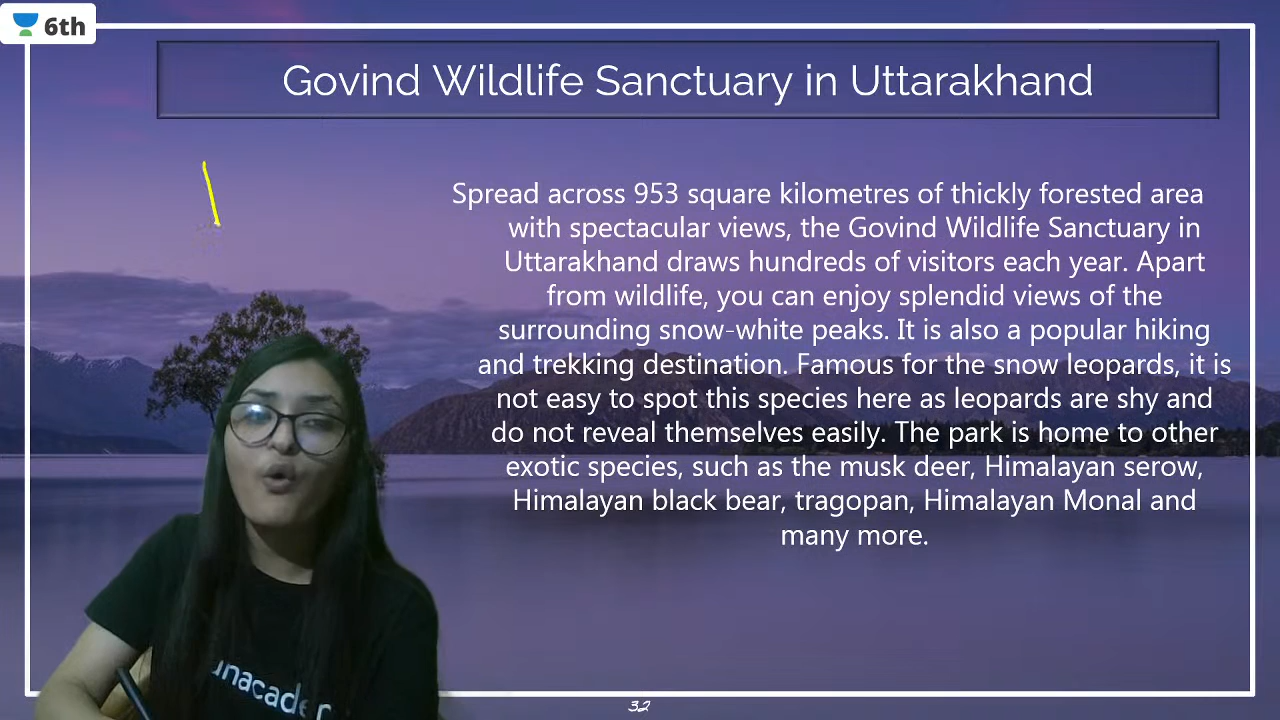 6th
Govind Wildlife Sanctuary in Uttarakhand
Spread across 953 square kilometres of thickly forested area
with spectacular views, the Govind Wildlife Sanctuary in
Uttarakhand draws hundreds of visitors each year. Apart
from wildlife, you can enjoy splendid views of the
surrounding snow-white peaks. It is also a popular hiking
and trekking destination. Famous for the snow leopards, it is
not easy to spot this species here as leopards are shy and
do not reveal themselves easily. The park is home to other
exotic species, such as the musk deer, Himalayan serow,
Himalayan black bear, tragopan, Himalayan Monal and
many more.
unacade
32